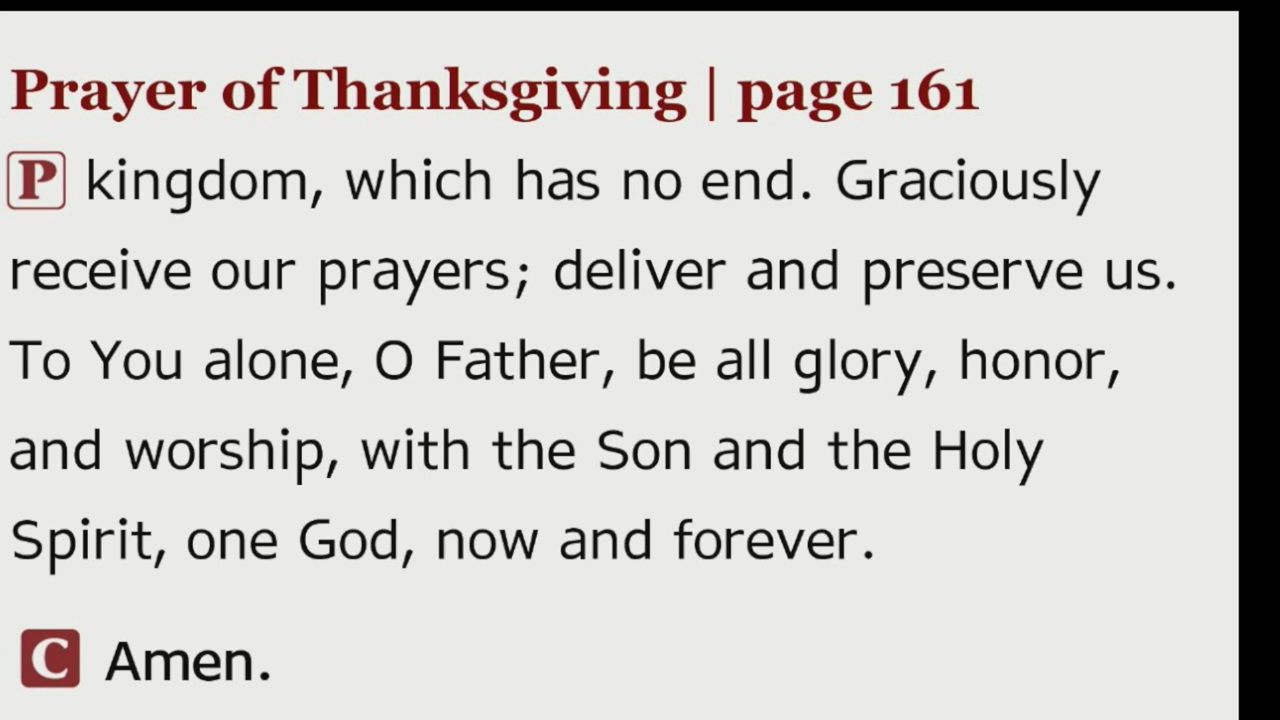 Prayer of Thanksgiving | page 161
P kingdom, which has no end. Graciously
receive our prayers; deliver and preserve us.
To You alone, O Father, be all glory, honor,
and worship, with the Son and the Holy
Spirit, one God, now and forever.
C Amen.